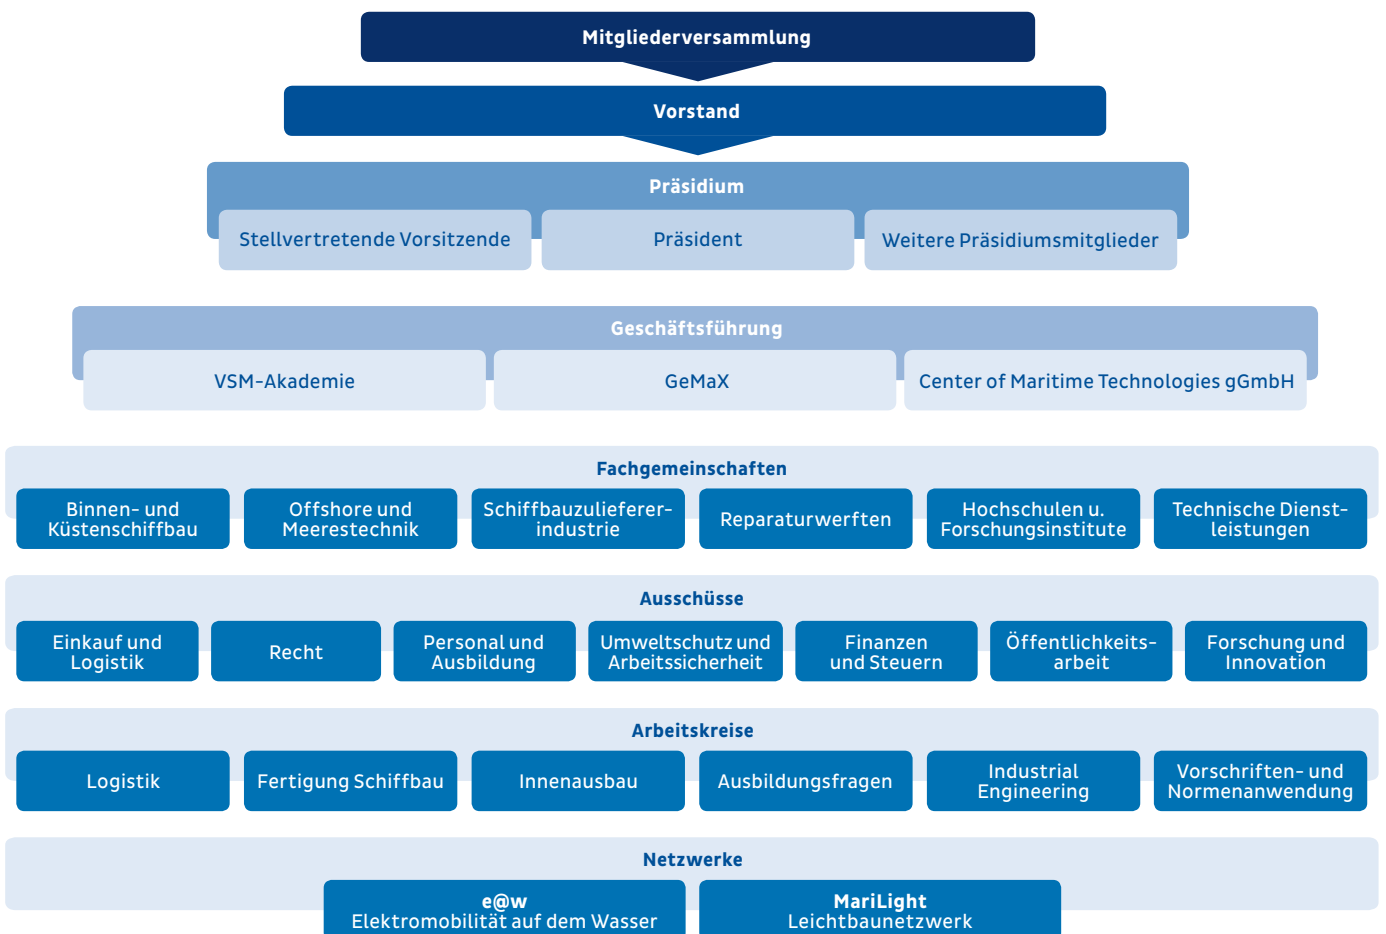 Mitgliederversammlung
Vorstand
Präsidium
Stellvertretende Vorsitzende
Präsident
Weitere Präsidiumsmitglieder
Geschäftsführung
VSM-Akademie
GeMaX
Center of Maritime Technologies gGmbH
Fachgemeinschaften
Binnen- und
Küstenschiffbau
Offshore und
Meerestechnik
Schiffbauzulieferer-
industrie
Reparaturwerften
Hochschulen u.
Forschungsinstitute
Technische Dienst-
leistungen
Ausschüsse
Einkauf und
Logistik
Recht
Personal und
Ausbildung
Umweltschutz und
Arbeitssicherheit
Finanzen
und Steuern
Öffentlichkeits-
arbeit
Forschung und
Innovation
Arbeitskreise
Logistik
Fertigung Schiffbau
Innenausbau
Ausbildungsfragen
Industrial
Engineering
Vorschriften- und
Normenanwendung
Netzwerke
e@w
Elektromobilität auf dem Wasser
MariLight
Leichtbaunetzwerk